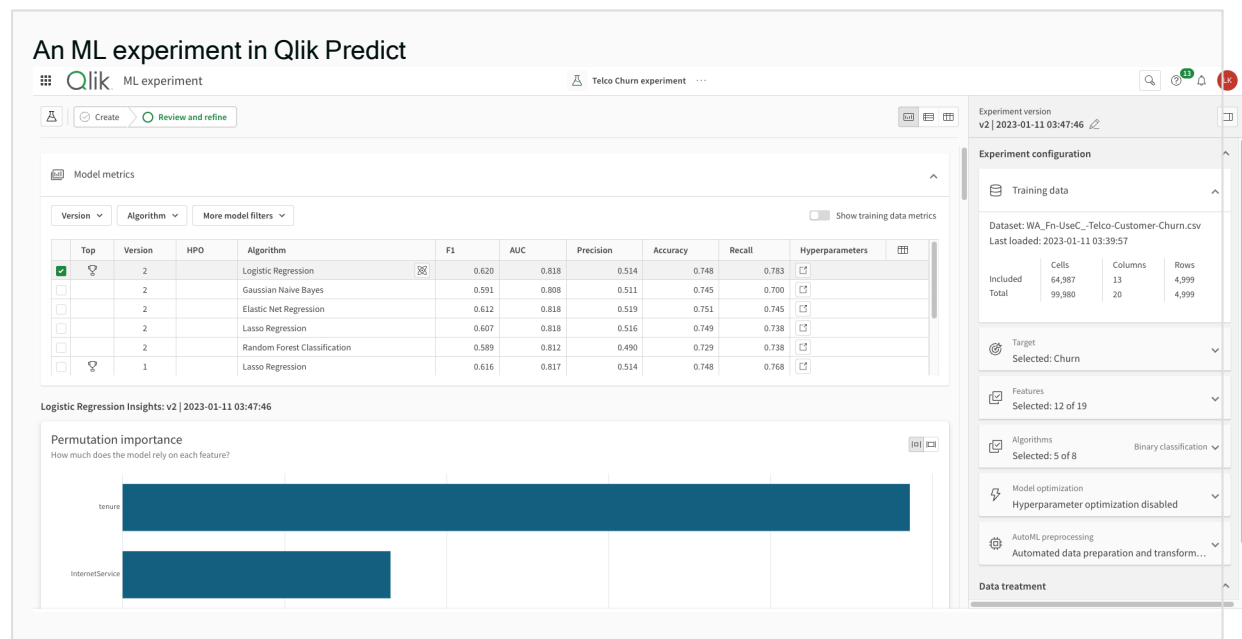 An ML experiment in Qlik Predict
Qlik ML experiment
Telco Churn experiment ...
13
LK
Create
Review and refine
Model metrics
Version Algorithm More model filters
Show training data metrics
Top Version HPO Algorithm F1 AUC Precision Accuracy Recall Hyperparameters
2 Logistic Regression 0.620 0.818 0.514 0.748 0.783
2 Gaussian Naive Bayes 0.591 0.808 0.511 0.745 0.700
2 Elastic Net Regression 0.612 0.818 0.519 0.751 0.745
2 Lasso Regression 0.607 0.818 0.516 0.749 0.738
2 Random Forest Classification 0.589 0.812 0.490 0.729 0.738
1 Lasso Regression 0.616 0.817 0.514 0.748 0.768
Logistic Regression Insights: v2 | 2023-01-11 03:47:46
Permutation importance
How much does the model rely on each feature?
tenure
InternetService
Experiment version
v2 | 2023-01-11 03:47:46
Experiment configuration
Training data
Dataset: WA_Fn-UseC_-Telco-Customer-Churn.csv
Last loaded: 2023-01-11 03:39:57
Cells Columns Rows
Included 64,987 13 4,999
Total 99,980 20 4,999
Target
Selected: Churn
Features
Selected: 12 of 19
Algorithms
Selected: 5 of 8
Binary classification
Model optimization
Hyperparameter optimization disabled
AutoML preprocessing
Automated data preparation and transform...
Data treatment